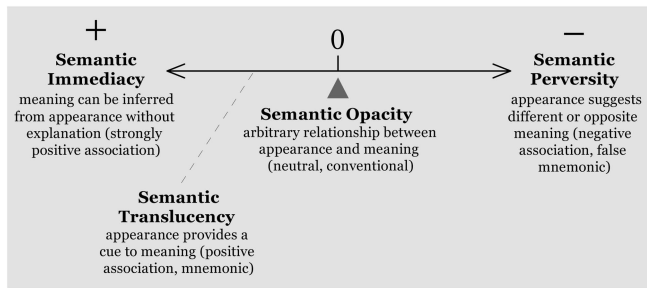 +
Semantic
Immediacy
meaning can be inferred
from appearance without
explanation (strongly
positive association)
0
Semantic Opacity
arbitrary relationship between
appearance and meaning
(neutral, conventional)
−
Semantic
Perversity
appearance suggests
different or opposite
meaning (negative
association, false
mnemonic)
Semantic
Translucency
appearance provides a
cue to meaning (positive
association, mnemonic)